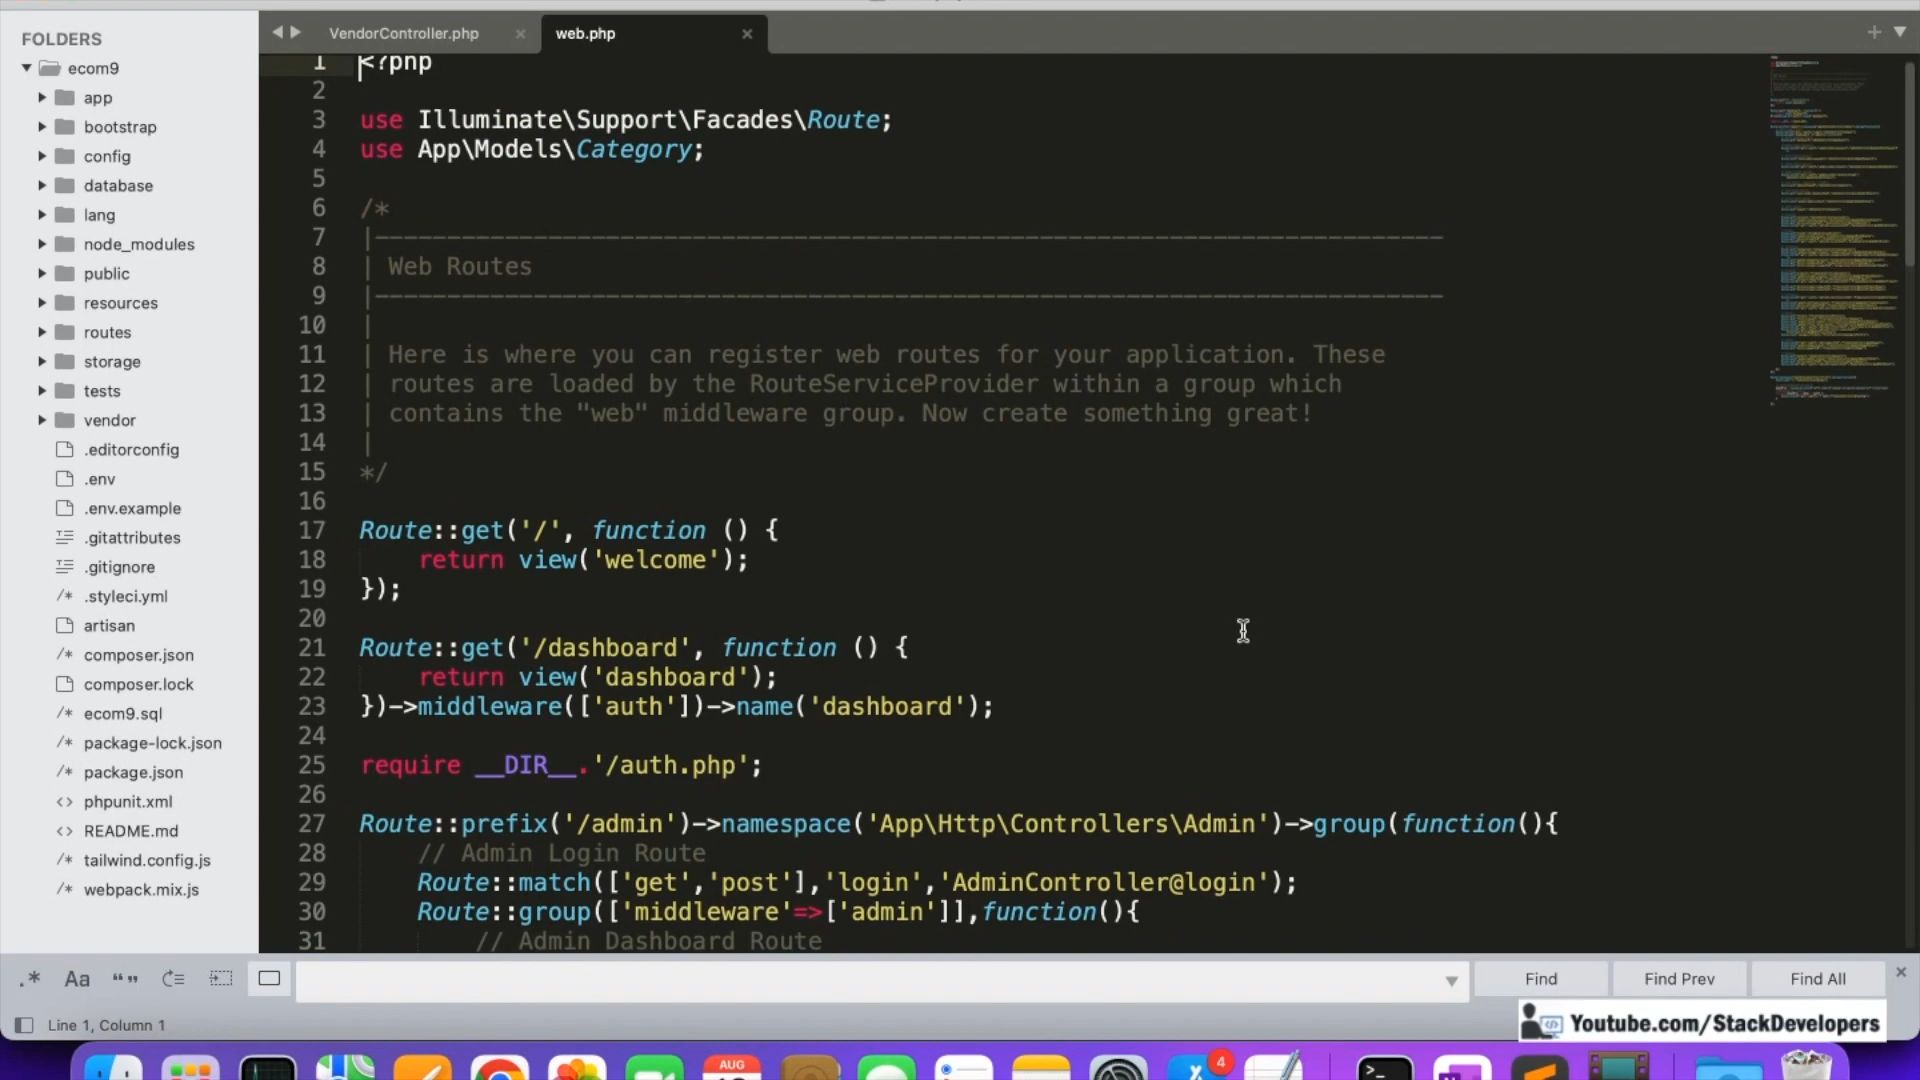 FOLDERS
ecom9
app
bootstrap
config
database
lang
node_modules
public
resources
routes
storage
tests
vendor
.editorconfig
.env
.env.example
.gitattributes
.gitignore
.styleci.yml
artisan
composer.json
composer.lock
ecom9.sql
package-lock.json
package.json
phpunit.xml
README.md
tailwind.config.js
webpack.mix.js
VendorController.php
web.php
1 <?php
2
3 use Illuminate\Support\Facades\Route;
4 use App\Models\Category;
5
6 /*
7 |--------------------------------------------------------------------------
8 | Web Routes
9 |--------------------------------------------------------------------------
10 |
11 | Here is where you can register web routes for your application. These
12 | routes are loaded by the RouteServiceProvider within a group which
13 | contains the "web" middleware group. Now create something great!
14 |
15 */
16
17 Route::get('/', function () {
18 return view('welcome');
19 });
20
21 Route::get('/dashboard', function () {
22 return view('dashboard');
23 })->middleware(['auth'])->name('dashboard');
24
25 require __DIR__.'/auth.php';
26
27 Route::prefix('/admin')->namespace('App\Http\Controllers\Admin')->group(function(){
28 // Admin Login Route
29 Route::match(['get','post'],'login','AdminController@login');
30 Route::group(['middleware'=>['admin']],function(){
31 // Admin Dashboard Route
.* Aa “”
Find
Find Prev
Find All
Line 1, Column 1
Youtube.com/StackDevelopers
AUG
4